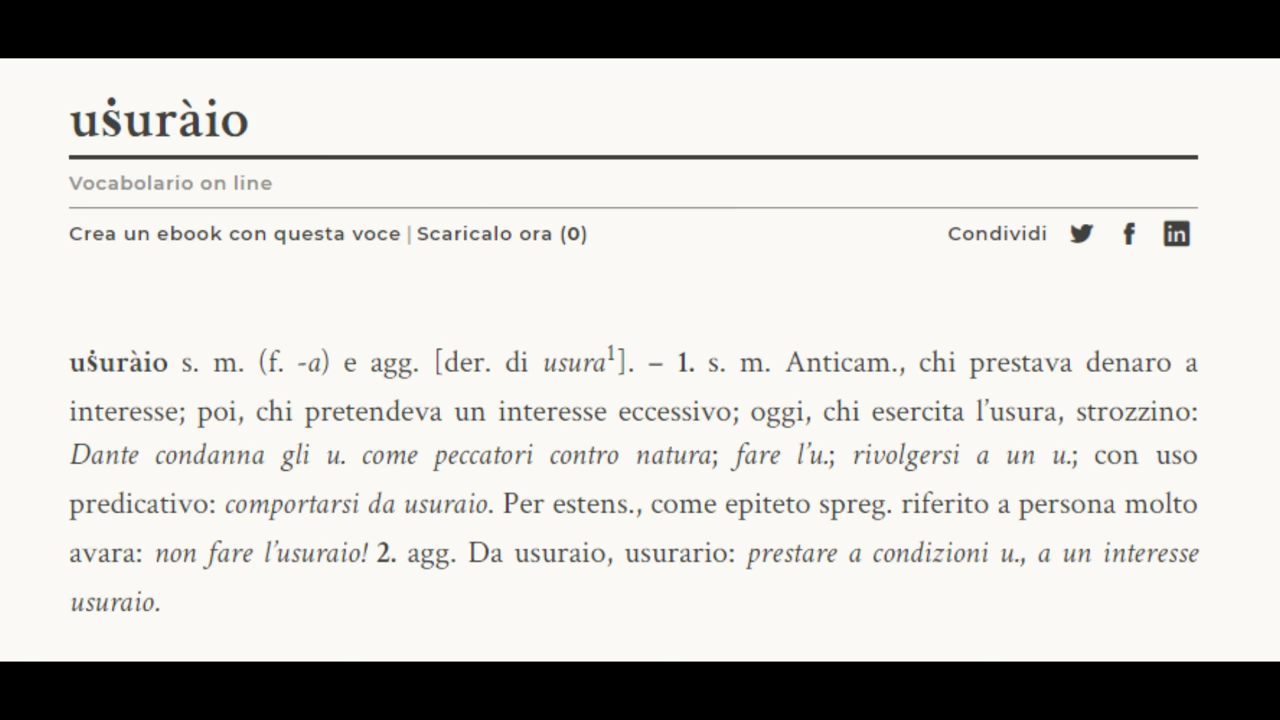 uṡuràio
Vocabolario on line
Crea un ebook con questa voce | Scaricalo ora (0)
Condividi
uṡuràio s. m. (f. -a) e agg. [der. di usura¹]. – 1. s. m. Anticam., chi prestava denaro a
interesse; poi, chi pretendeva un interesse eccessivo; oggi, chi esercita l’usura, strozzino:
Dante condanna gli u. come peccatori contro natura; fare l’u.; rivolgersi a un u.; con uso
predicativo: comportarsi da usuraio. Per estens., come epiteto spreg. riferito a persona molto
avara: non fare l’usuraio! 2. agg. Da usuraio, usurario: prestare a condizioni u., a un interesse
usuraio.